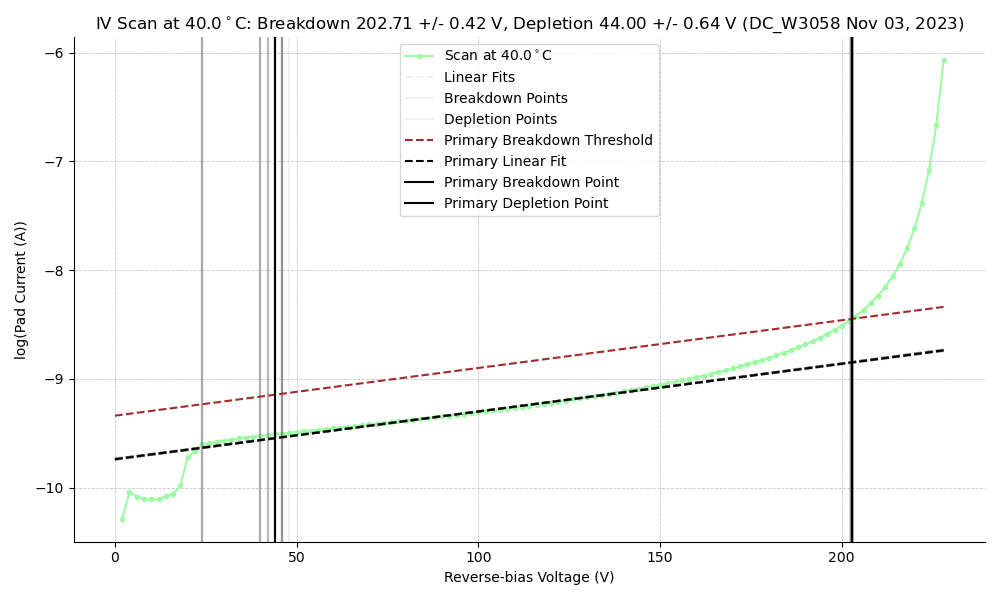 IV Scan at 40.0°C: Breakdown 202.71 +/- 0.42 V, Depletion 44.00 +/- 0.64 V (DC_W3058 Nov 03, 2023)
Scan at 40.0°C
Linear Fits
Breakdown Points
Depletion Points
Primary Breakdown Threshold
Primary Linear Fit
Primary Breakdown Point
Primary Depletion Point
log(Pad Current (A))
−6
−7
−8
−9
−10
0 50 100 150 200
Reverse-bias Voltage (V)